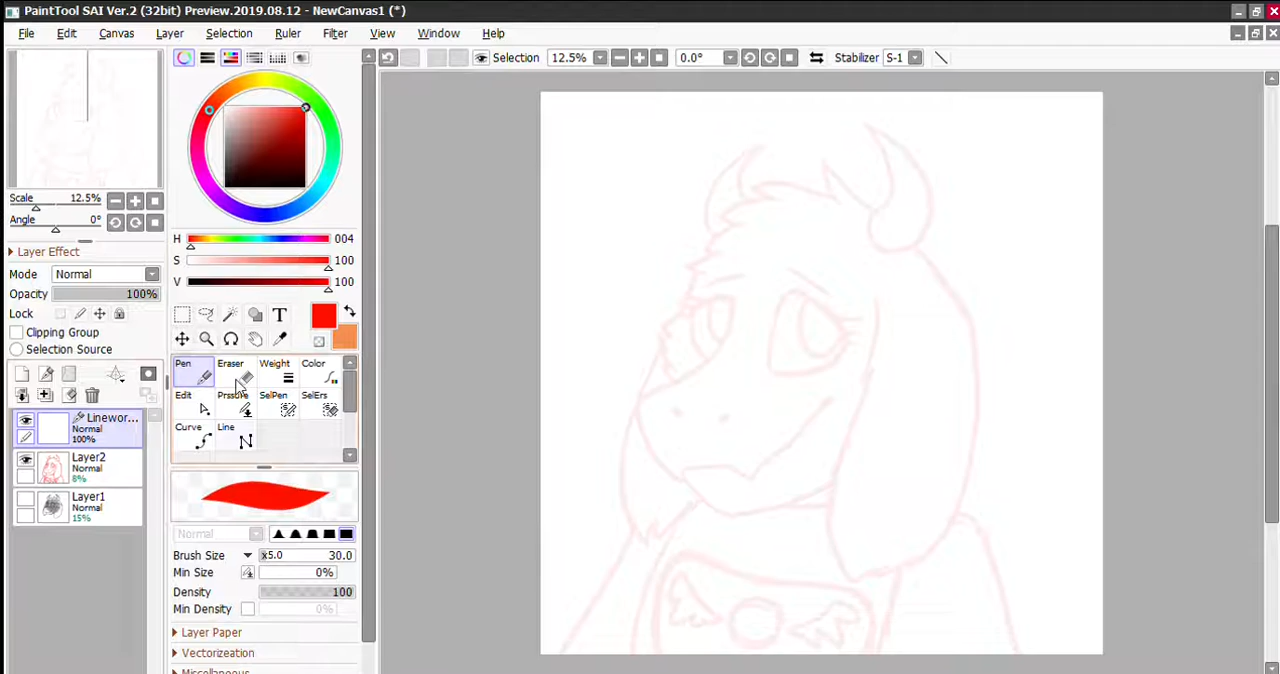 PaintTool SAI Ver.2 (32bit) Preview.2019.08.12 - NewCanvas1 (*)
File Edit Canvas Layer Selection Ruler Filter View Window Help
Selection 12.5% 0.0° Stabilizer S-1
Scale 12.5%
Angle 0°
Layer Effect
Mode Normal
Opacity 100%
Lock
Clipping Group
Selection Source
Linewor...
Normal
100%
Layer2
Normal
8%
Layer1
Normal
15%
H 004
S 100
V 100
T
Pen Eraser Weight Color
Edit Prssure SelPen SelErs
Curve Line
Normal
Brush Size x5.0 30.0
Min Size 0%
Density 100
Min Density 0%
Layer Paper
Vectorization
Miscellaneous